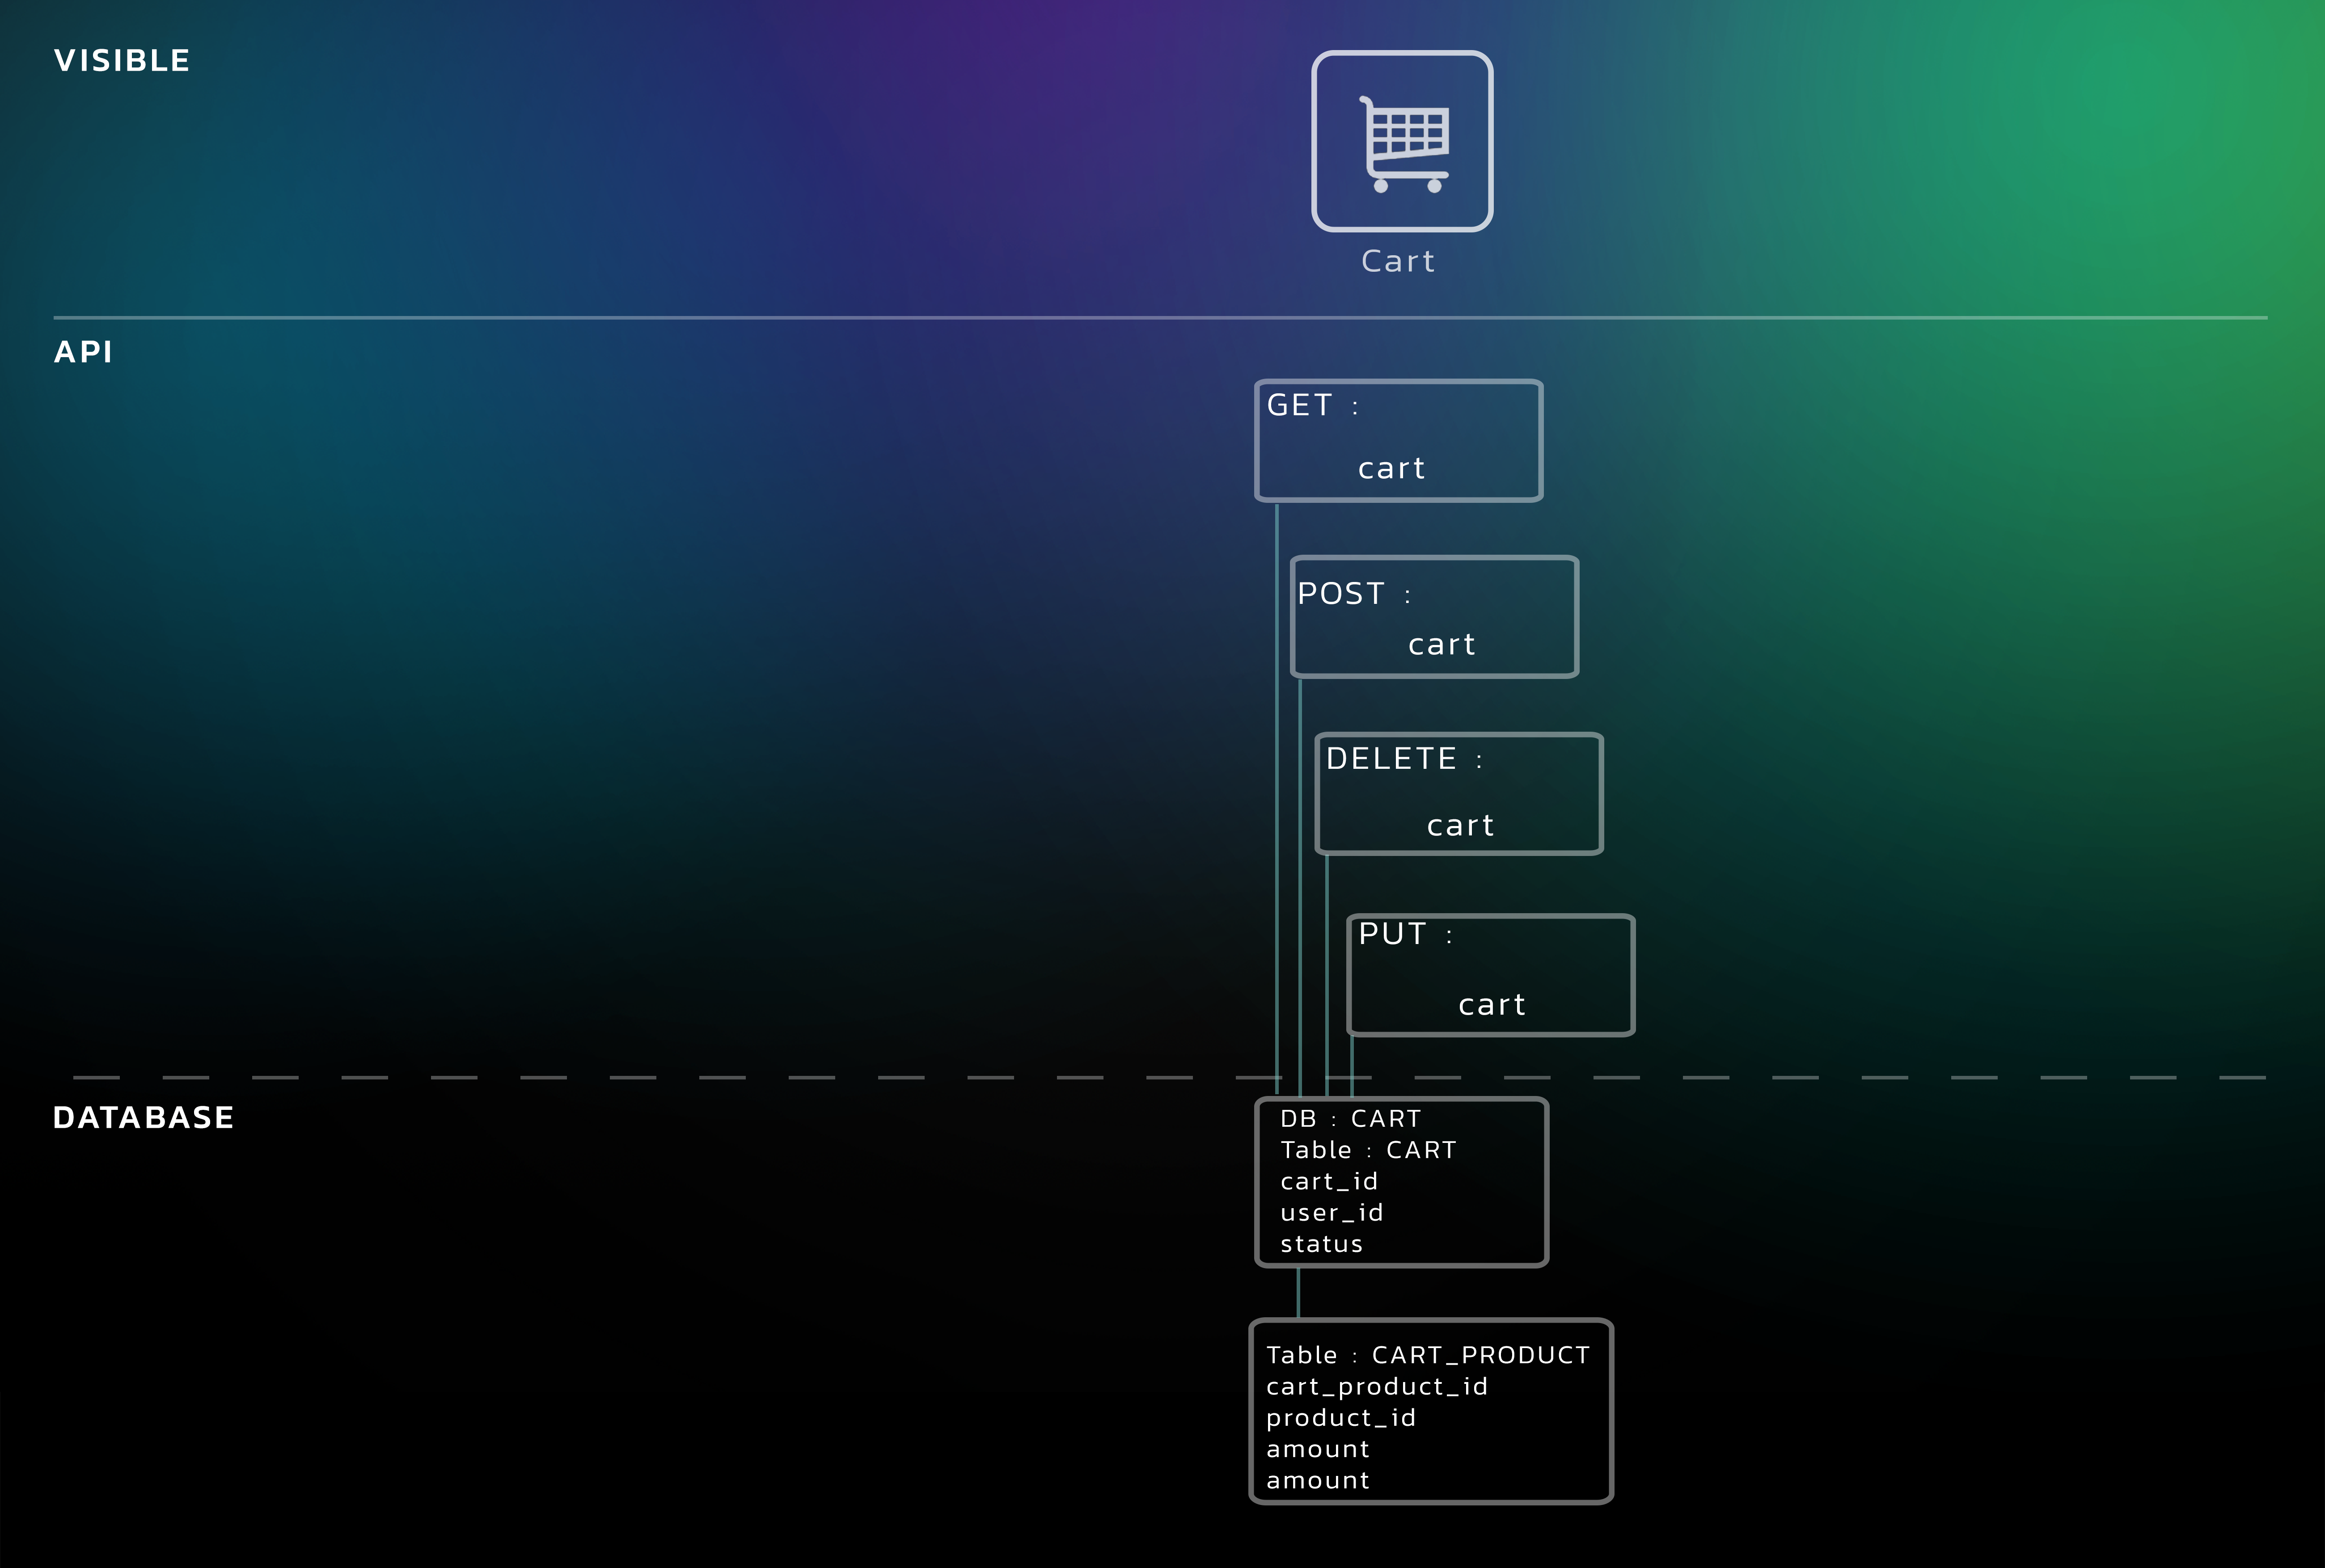 VISIBLE
Cart
API
GET :
cart
POST :
cart
DELETE :
cart
PUT :
cart
DATABASE
DB : CART
Table : CART
cart_id
user_id
status
Table : CART_PRODUCT
cart_product_id
product_id
amount
amount